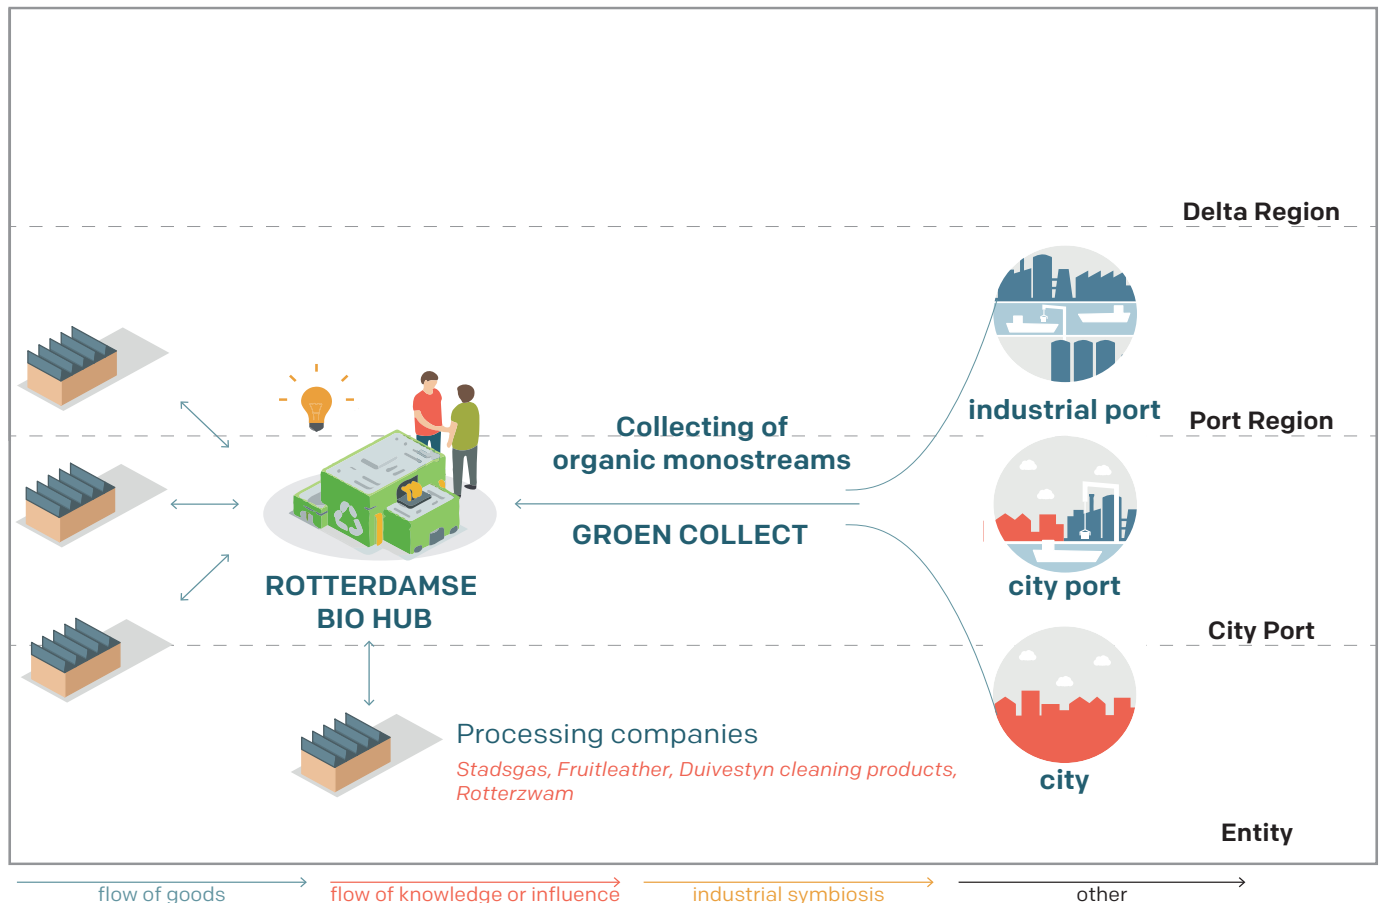 Delta Region
industrial port
Port Region
Collecting of
organic monostreams
GROEN COLLECT
ROTTERDAMSE
BIO HUB
city port
City Port
Processing companies
Stadsgas, Fruitleather, Duivestyn cleaning products,
Rotterzwam
city
Entity
flow of goods
flow of knowledge or influence
industrial symbiosis
other